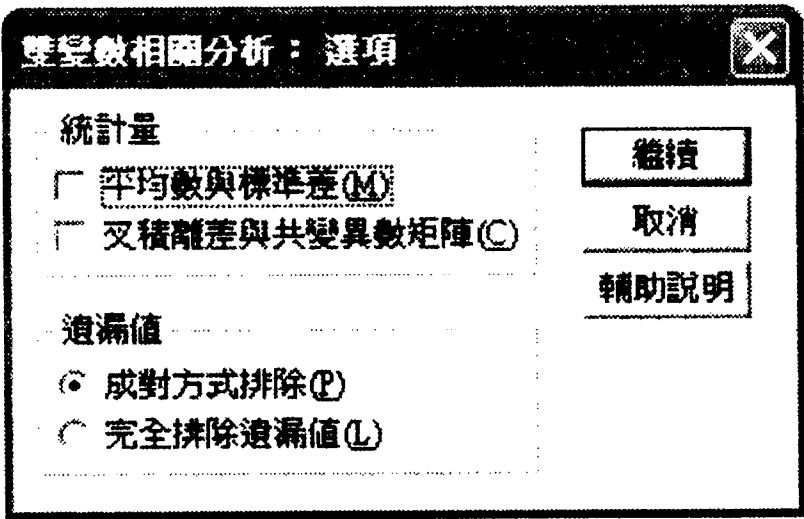 雙變數相關分析：選項
統計量
平均數與標準差(M)
叉積離差與共變異數矩陣(C)
遺漏值
成對方式排除(P)
完全排除遺漏值(L)
繼續
取消
輔助說明